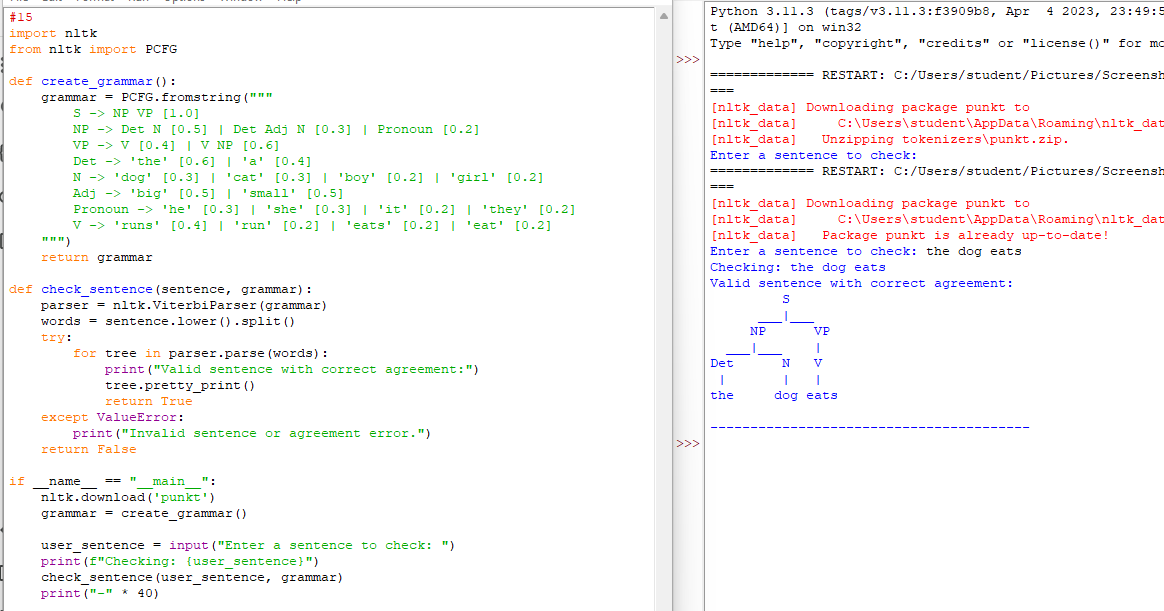 #15
import nltk
from nltk import PCFG

def create_grammar():
    grammar = PCFG.fromstring("""
        S -> NP VP [1.0]
        NP -> Det N [0.5] | Det Adj N [0.3] | Pronoun [0.2]
        VP -> V [0.4] | V NP [0.6]
        Det -> 'the' [0.6] | 'a' [0.4]
        N -> 'dog' [0.3] | 'cat' [0.3] | 'boy' [0.2] | 'girl' [0.2]
        Adj -> 'big' [0.5] | 'small' [0.5]
        Pronoun -> 'he' [0.3] | 'she' [0.3] | 'it' [0.2] | 'they' [0.2]
        V -> 'runs' [0.4] | 'run' [0.2] | 'eats' [0.2] | 'eat' [0.2]
    """)
    return grammar

def check_sentence(sentence, grammar):
    parser = nltk.ViterbiParser(grammar)
    words = sentence.lower().split()
    try:
        for tree in parser.parse(words):
            print("Valid sentence with correct agreement:")
            tree.pretty_print()
            return True
    except ValueError:
        print("Invalid sentence or agreement error.")
    return False

if __name__ == "__main__":
    nltk.download('punkt')
    grammar = create_grammar()

    user_sentence = input("Enter a sentence to check: ")
    print(f"Checking: {user_sentence}")
    check_sentence(user_sentence, grammar)
    print("-" * 40)
Python 3.11.3 (tags/v3.11.3:f3909b8, Apr  4 2023, 23:49:5
t (AMD64)] on win32
Type "help", "copyright", "credits" or "license()" for mo
>>>
============= RESTART: C:/Users/student/Pictures/Screensh
===
[nltk_data] Downloading package punkt to
[nltk_data]     C:\Users\student\AppData\Roaming\nltk_dat
[nltk_data]   Unzipping tokenizers\punkt.zip.
Enter a sentence to check:
============= RESTART: C:/Users/student/Pictures/Screensh
===
[nltk_data] Downloading package punkt to
[nltk_data]     C:\Users\student\AppData\Roaming\nltk_dat
[nltk_data]   Package punkt is already up-to-date!
Enter a sentence to check: the dog eats
Checking: the dog eats
Valid sentence with correct agreement:
         S
      ___|___
     NP      VP
  ___|___    |
Det      N   V
 |       |   |
the     dog eats

----------------------------------------
>>>